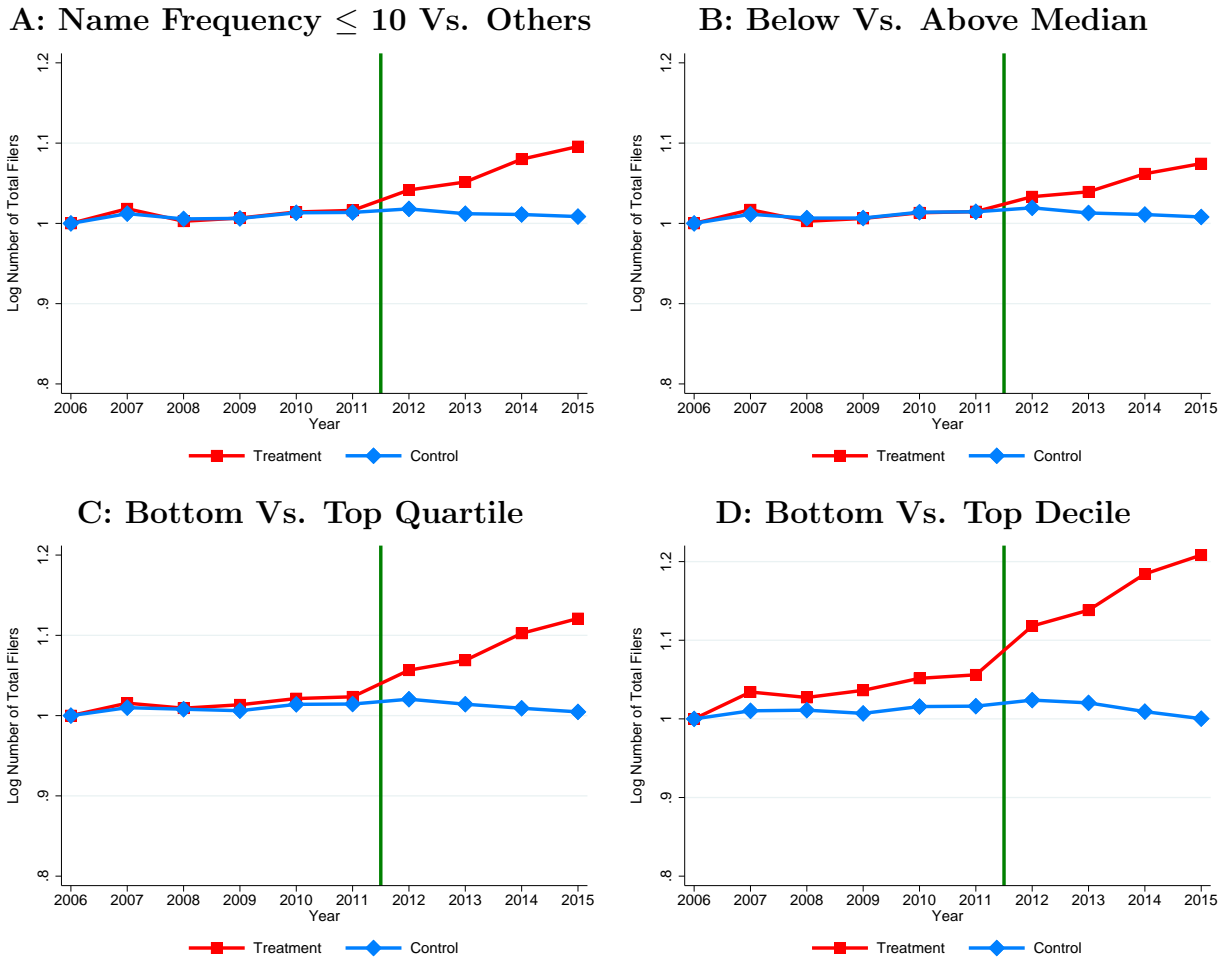 A: Name Frequency ≤ 10 Vs. Others
Log Number of Total Filers
1.2
1.1
1
.9
.8
2006 2007 2008 2009 2010 2011 2012 2013 2014 2015
Year
Treatment Control
B: Below Vs. Above Median
Log Number of Total Filers
1.2
1.1
1
.9
.8
2006 2007 2008 2009 2010 2011 2012 2013 2014 2015
Year
Treatment Control
C: Bottom Vs. Top Quartile
Log Number of Total Filers
1.2
1.1
1
.9
.8
2006 2007 2008 2009 2010 2011 2012 2013 2014 2015
Year
Treatment Control
D: Bottom Vs. Top Decile
Log Number of Total Filers
1.2
1.1
1
.9
.8
2006 2007 2008 2009 2010 2011 2012 2013 2014 2015
Year
Treatment Control